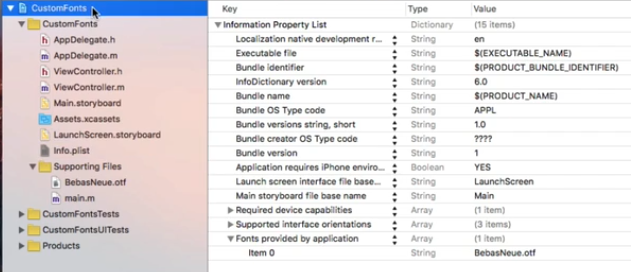 CustomFonts
CustomFonts
AppDelegate.h
AppDelegate.m
ViewController.h
ViewController.m
Main.storyboard
Assets.xcassets
LaunchScreen.storyboard
Info.plist
Supporting Files
BebasNeue.otf
main.m
CustomFontsTests
CustomFontsUITests
Products
Key Type Value
Information Property List Dictionary (15 items)
Localization native development r... String en
Executable file String $(EXECUTABLE_NAME)
Bundle identifier String $(PRODUCT_BUNDLE_IDENTIFIER)
InfoDictionary version String 6.0
Bundle name String $(PRODUCT_NAME)
Bundle OS Type code String APPL
Bundle versions string, short String 1.0
Bundle creator OS Type code String ????
Bundle version String 1
Application requires iPhone enviro... Boolean YES
Launch screen interface file base... String LaunchScreen
Main storyboard file base name String Main
Required device capabilities Array (1 item)
Supported interface orientations Array (3 items)
Fonts provided by application Array (1 item)
Item 0 String BebasNeue.otf